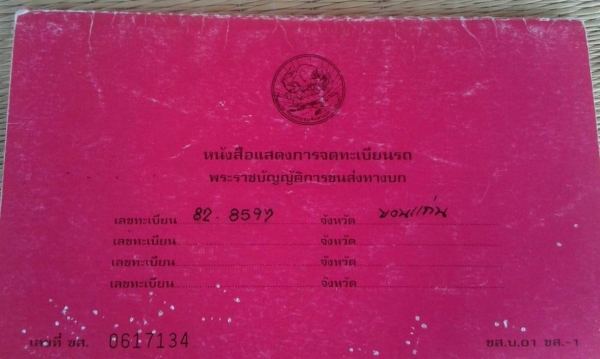 หนังสือแสดงการจดทะเบียนรถ
พระราชบัญญัติการขนส่งทางบก
เลขทะเบียน 82-8597 จังหวัด ขอนแก่น
เลขทะเบียน จังหวัด
เลขทะเบียน จังหวัด
เลขทะเบียน จังหวัด
เลขที่ ขส. 0617134 ขส.บ.01 ขส.-1